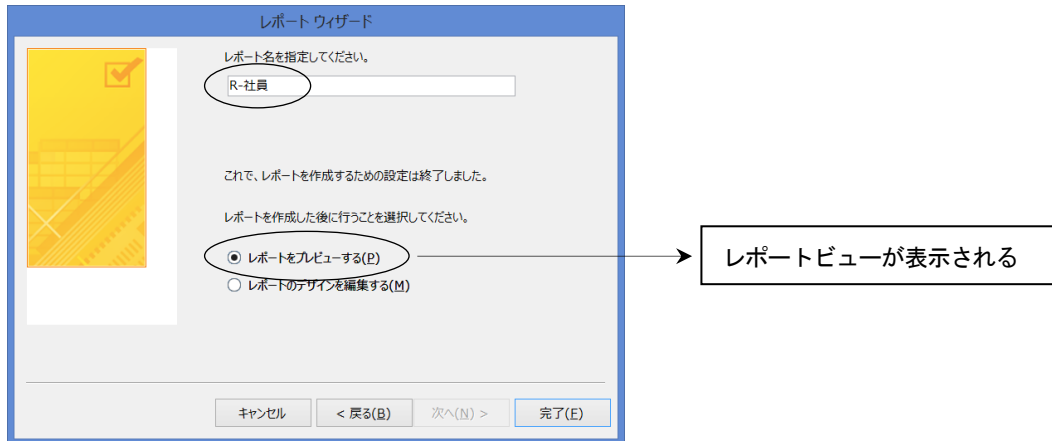 レポート ウィザード
レポート名を指定してください。
R-社員
これで、レポートを作成するための設定は終了しました。
レポートを作成した後に行うことを選択してください。
レポートをプレビューする(P)
レポートのデザインを編集する(M)
レポートビューが表示される
キャンセル
< 戻る(B)
次へ(N) >
完了(F)